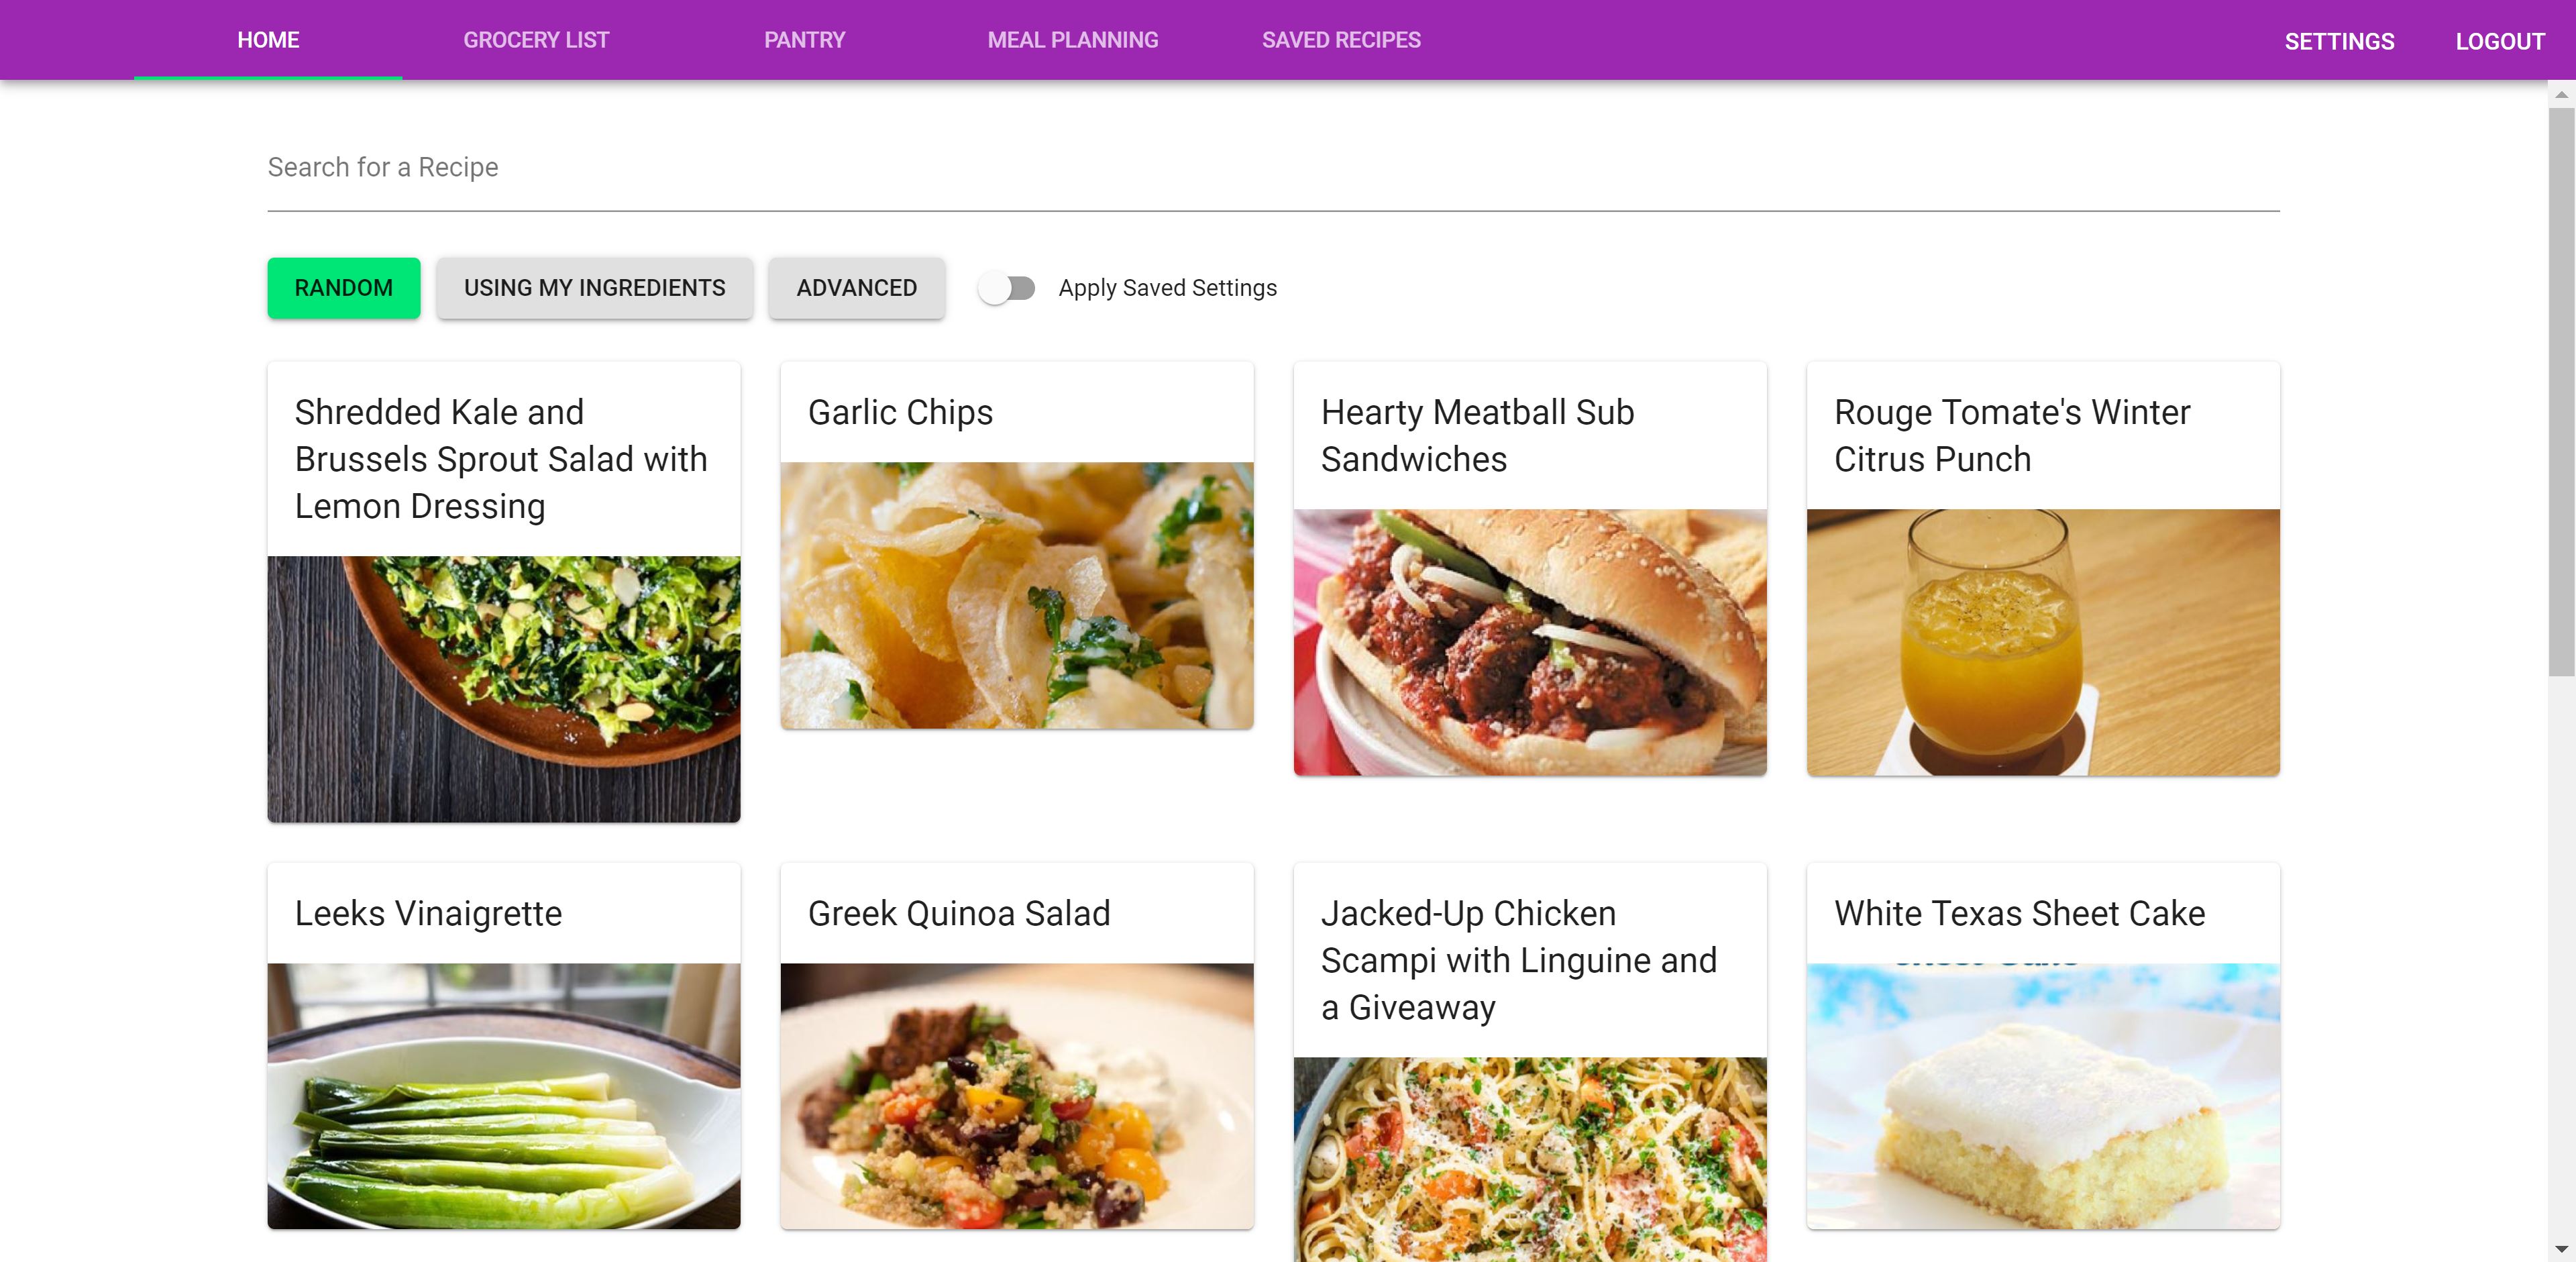 HOME GROCERY LIST PANTRY MEAL PLANNING SAVED RECIPES SETTINGS LOGOUT
Search for a Recipe
RANDOM USING MY INGREDIENTS ADVANCED Apply Saved Settings
Shredded Kale and
Brussels Sprout Salad with
Lemon Dressing
Garlic Chips
Hearty Meatball Sub
Sandwiches
Rouge Tomate's Winter
Citrus Punch
Leeks Vinaigrette
Greek Quinoa Salad
Jacked-Up Chicken
Scampi with Linguine and
a Giveaway
White Texas Sheet Cake